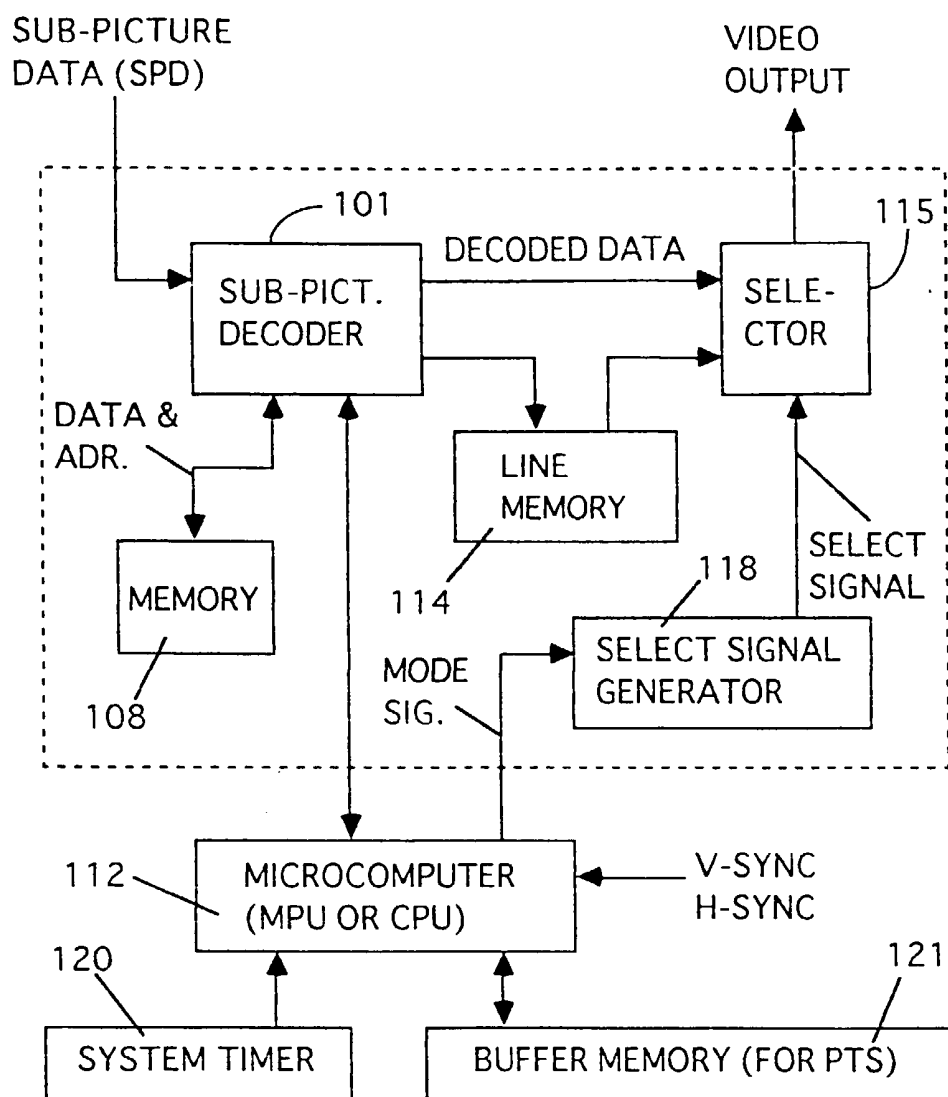 SUB-PICTURE
DATA (SPD)
VIDEO
OUTPUT
101
115
DECODED DATA
SUB-PICT.
DECODER
SELE-
CTOR
DATA &
ADR.
LINE
MEMORY
SELECT
SIGNAL
MEMORY
114
118
108
MODE
SIG.
SELECT SIGNAL
GENERATOR
112
MICROCOMPUTER
(MPU OR CPU)
V-SYNC
H-SYNC
120
121
SYSTEM TIMER
BUFFER MEMORY (FOR PTS)